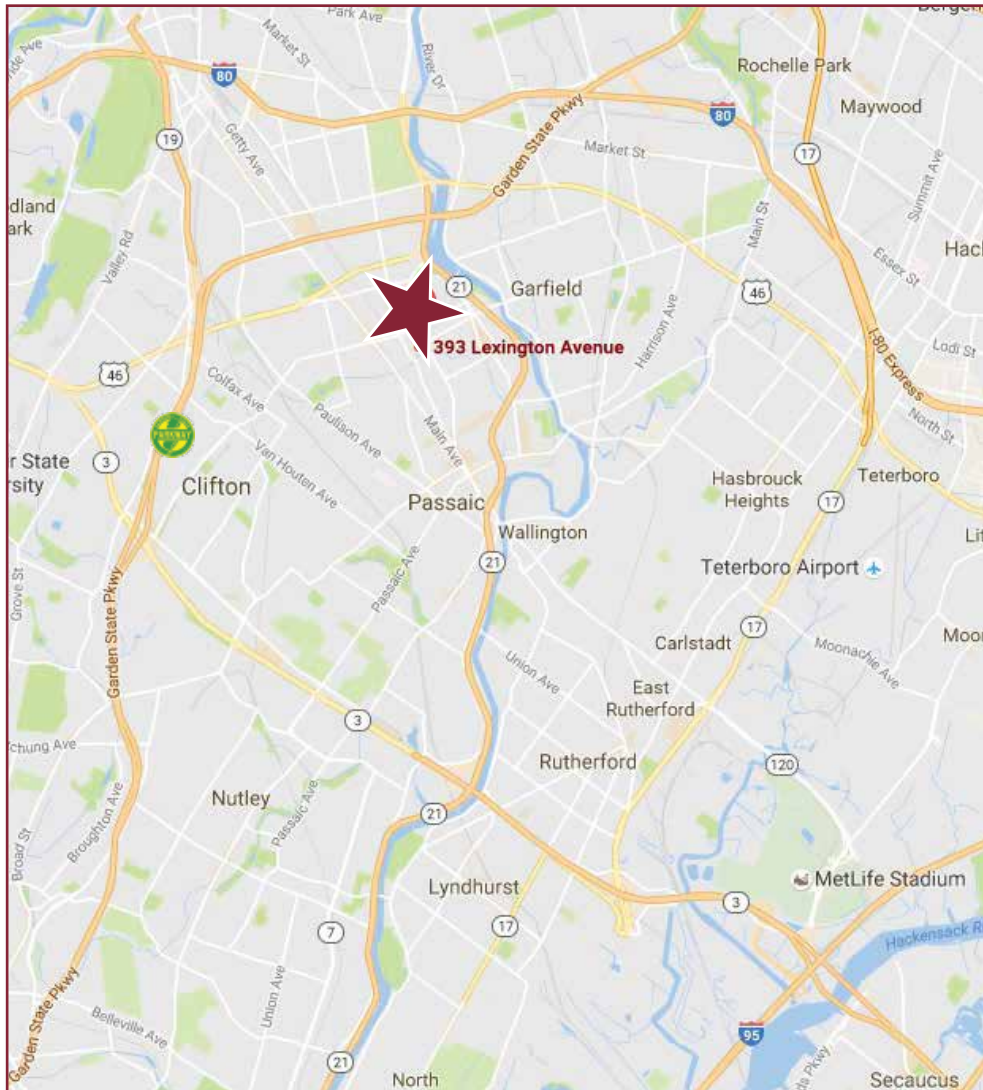 Park Ave
Market St
River Dr
80
Rochelle Park
Maywood
Garden State Pkwy
80
19
Getty Ave
Market St
17
Summit Ave
dland
ark
Valley Rd
Main St
Essex St
Hack
21
Garfield
46
Harrison Ave
393 Lexington Avenue
I-80 Express
Lodi St
46
Colfax Ave
Paulison Ave
Main Ave
North St
PARKWAY
r State
rsity
3
Van Houten Ave
Clifton
Passaic
Hasbrouck
Heights
Teterboro
17
Wallington
Lit
21
Passaic Ave
Teterboro Airport
Grove St
Garden State Pkwy
17
Carlstadt
Moonachie Ave
Moon
Union Ave
East
Rutherford
3
Rutherford
120
Chung Ave
Nutley
Passaic Ave
21
Broad St
Broughton Ave
Lyndhurst
MetLife Stadium
17
3
7
Hackensack R
Union Ave
Garden State Pkwy
Belleville Ave
95
21
North
Secaucus